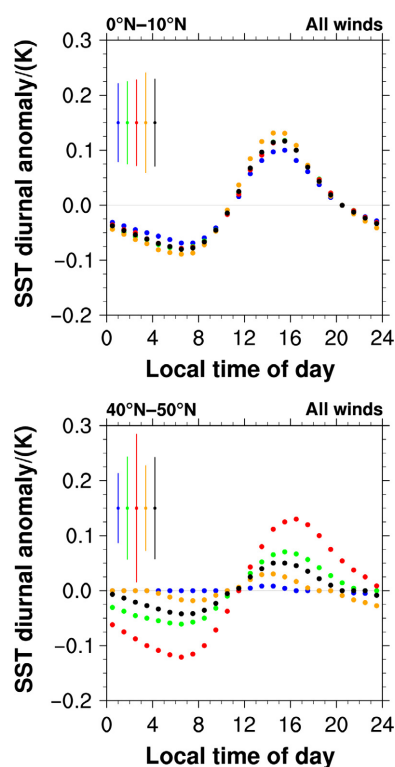 0°N−10°N All winds
0.3
0.2
0.1
0.0
−0.1
−0.2
SST diurnal anomaly/(K)
0 4 8 12 16 20 24
Local time of day
40°N−50°N All winds
0.3
0.2
0.1
0.0
−0.1
−0.2
SST diurnal anomaly/(K)
0 4 8 12 16 20 24
Local time of day